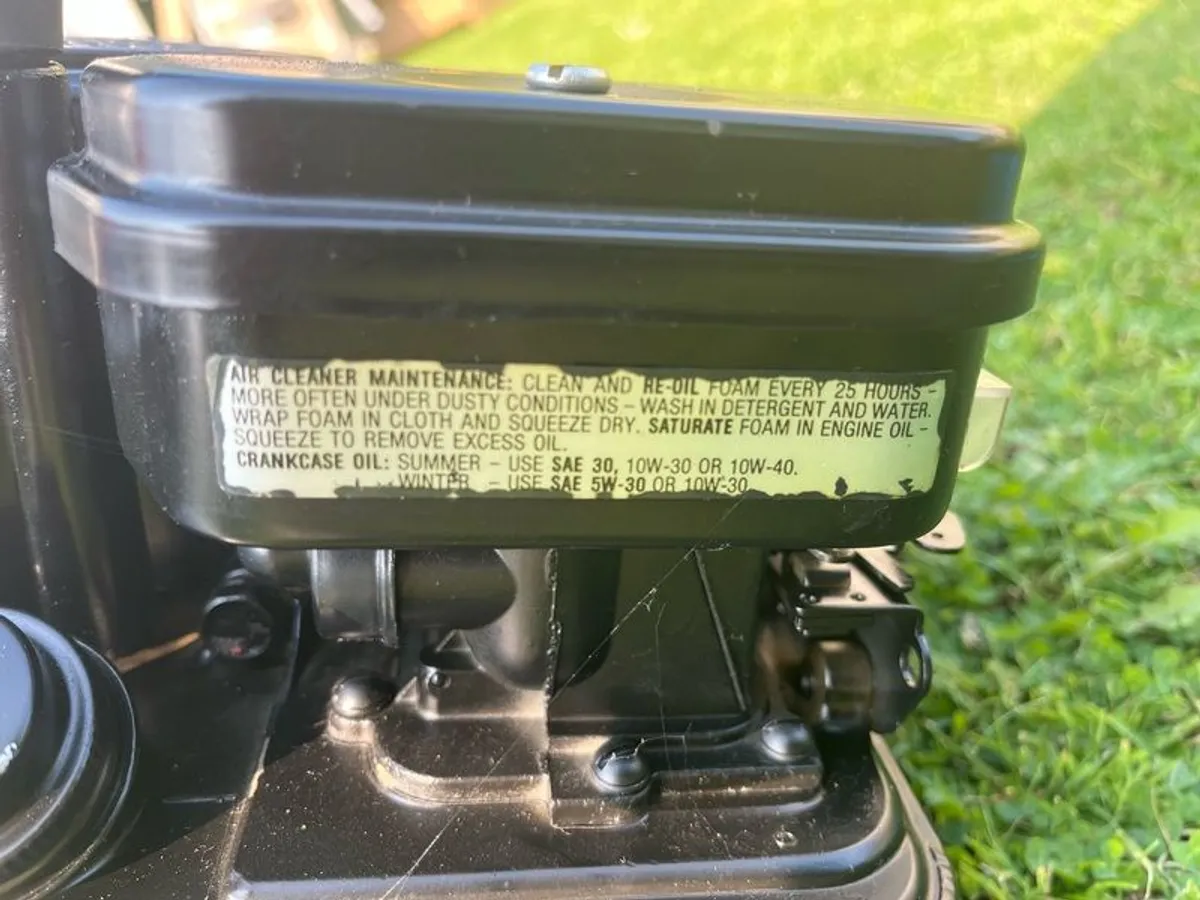 AIR CLEANER MAINTENANCE: CLEAN AND RE-OIL FOAM EVERY 25 HOURS –
MORE OFTEN UNDER DUSTY CONDITIONS – WASH IN DETERGENT AND WATER.
WRAP FOAM IN CLOTH AND SQUEEZE DRY. SATURATE FOAM IN ENGINE OIL –
SQUEEZE TO REMOVE EXCESS OIL.
CRANKCASE OIL: SUMMER – USE SAE 30, 10W-30 OR 10W-40.
WINTER – USE SAE 5W-30 OR 10W-30